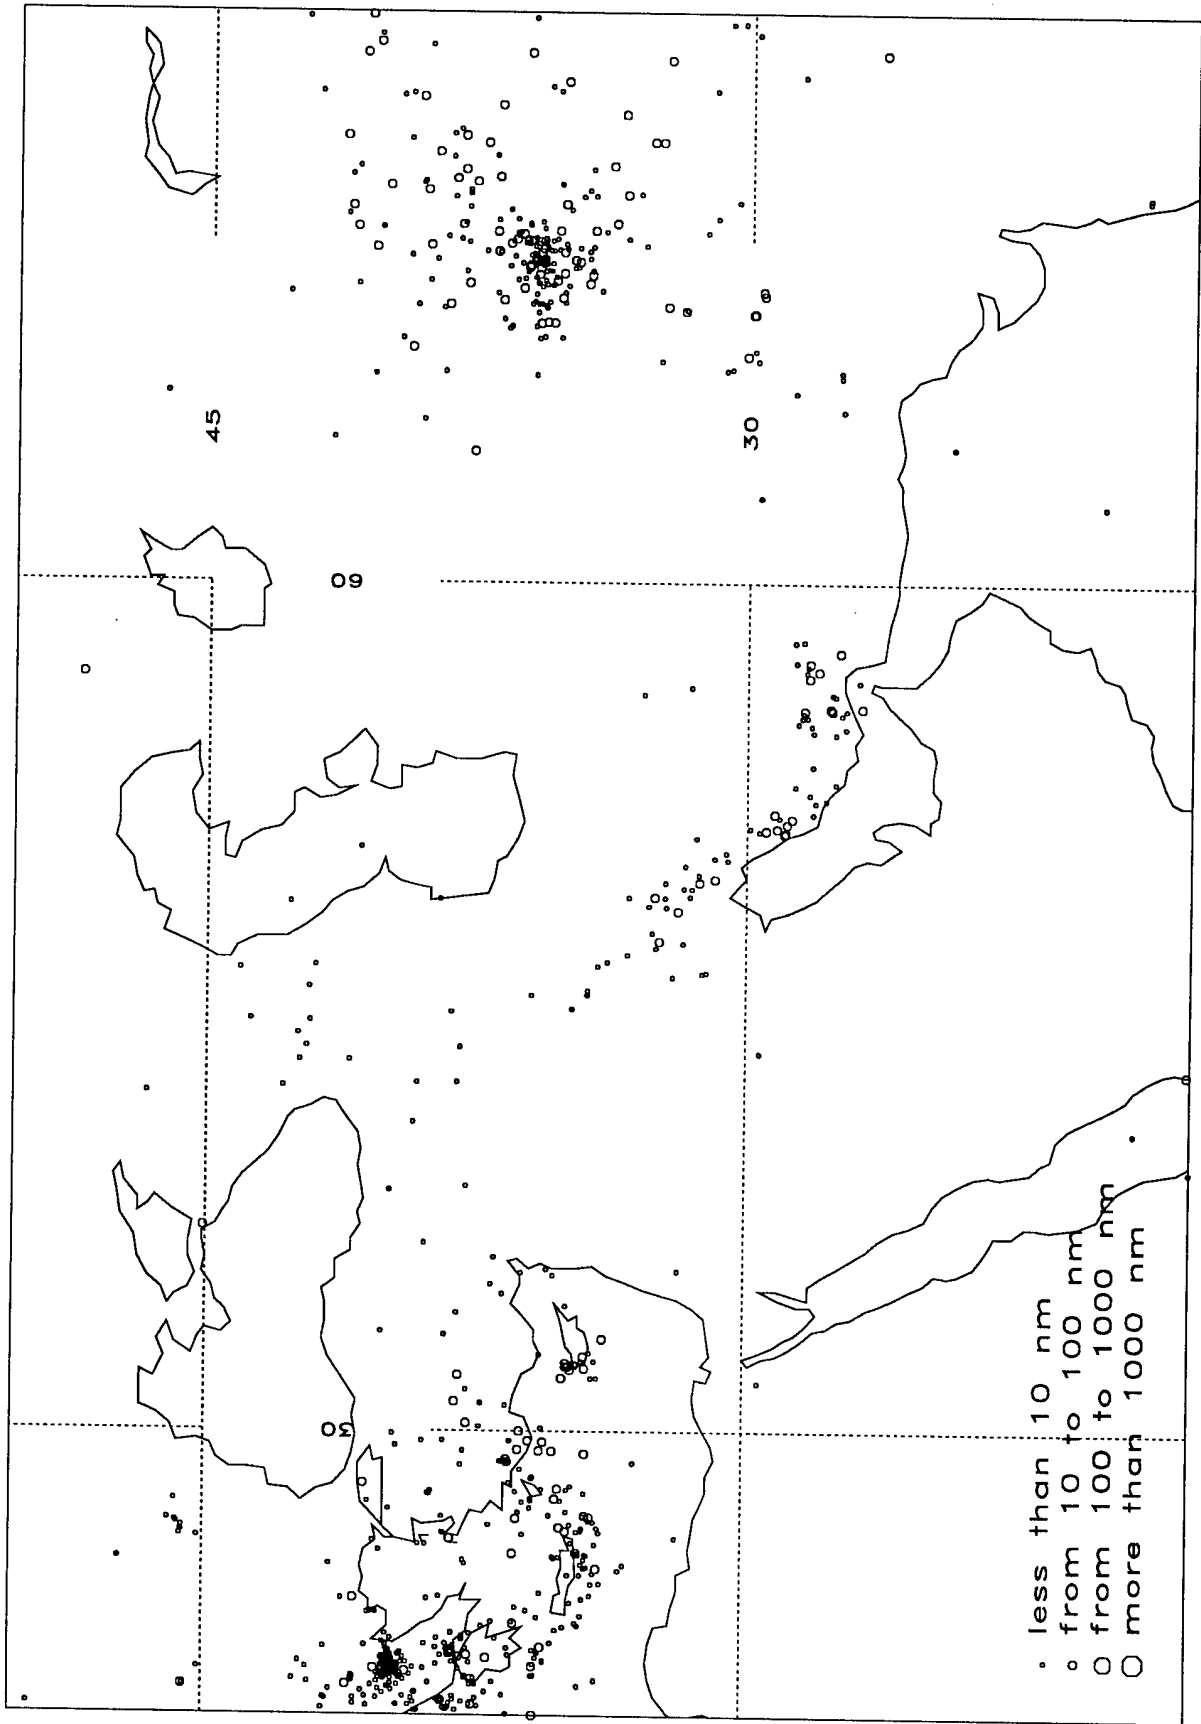 45
30
60
30
less than 10 nm
from 10 to 100 nm
from 100 to 1000 nm
more than 1000 nm